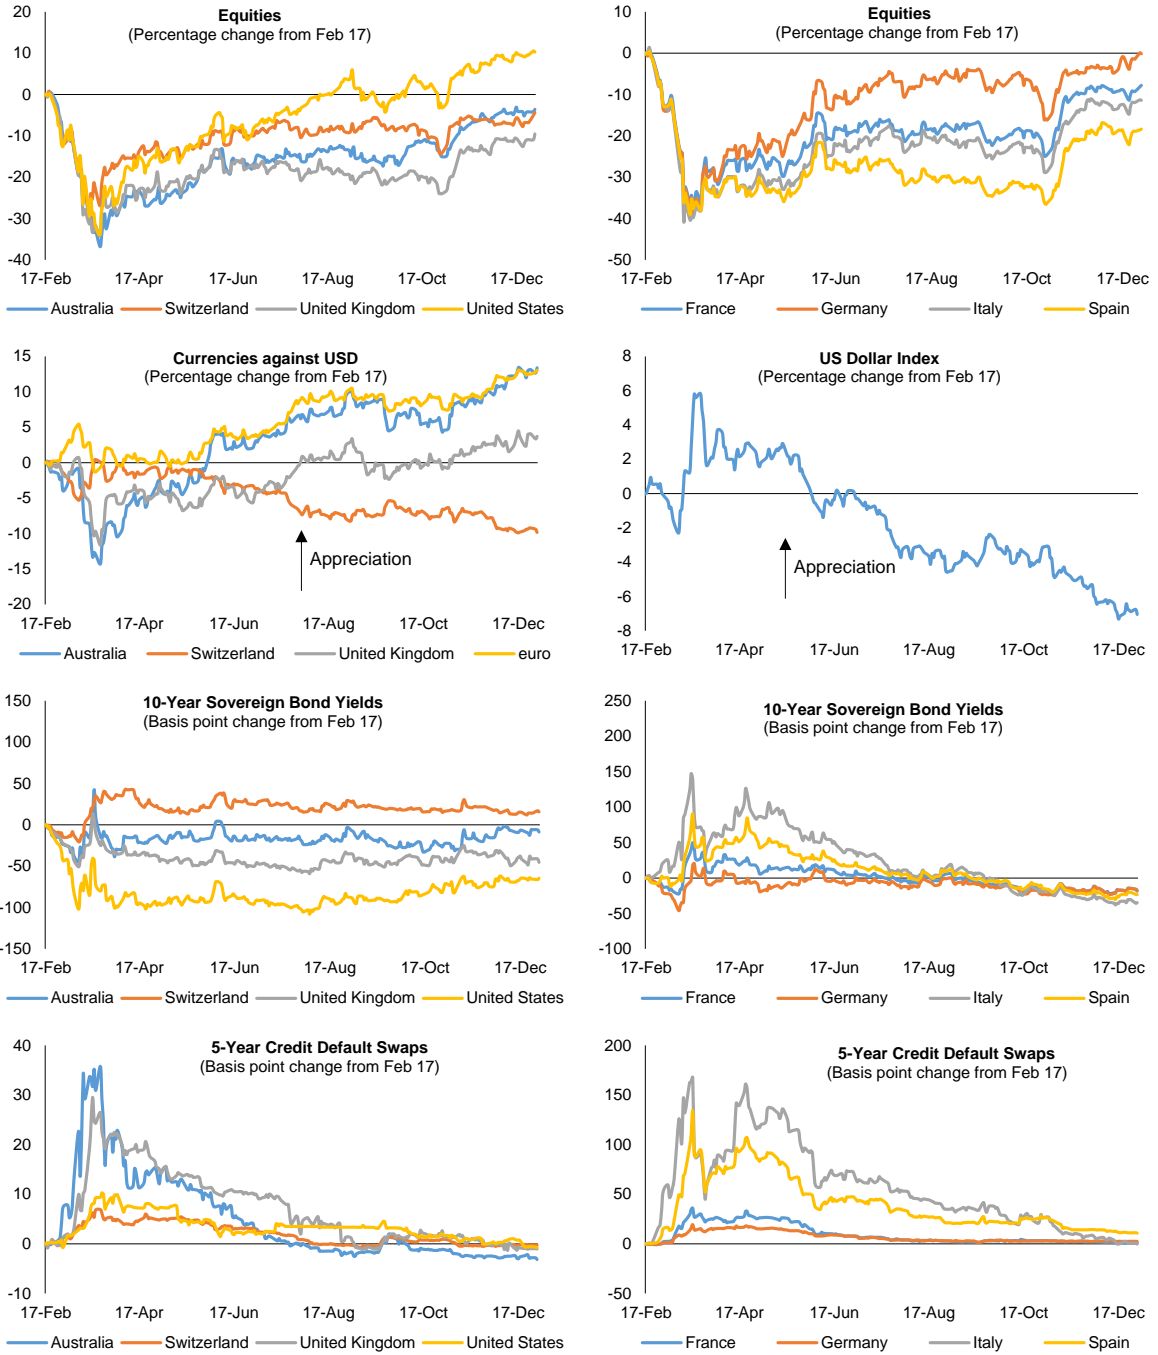 Equities
(Percentage change from Feb 17)
20
10
0
-10
-20
-30
-40
17-Feb 17-Apr 17-Jun 17-Aug 17-Oct 17-Dec
Australia Switzerland United Kingdom United States
Equities
(Percentage change from Feb 17)
10
0
-10
-20
-30
-40
-50
17-Feb 17-Apr 17-Jun 17-Aug 17-Oct 17-Dec
France Germany Italy Spain
Currencies against USD
(Percentage change from Feb 17)
15
10
5
0
-5
-10
-15
-20
Appreciation
17-Feb 17-Apr 17-Jun 17-Aug 17-Oct 17-Dec
Australia Switzerland United Kingdom euro
US Dollar Index
(Percentage change from Feb 17)
8
6
4
2
0
-2
-4
-6
-8
Appreciation
17-Feb 17-Apr 17-Jun 17-Aug 17-Oct 17-Dec
10-Year Sovereign Bond Yields
(Basis point change from Feb 17)
150
100
50
0
-50
-100
-150
17-Feb 17-Apr 17-Jun 17-Aug 17-Oct 17-Dec
Australia Switzerland United Kingdom United States
10-Year Sovereign Bond Yields
(Basis point change from Feb 17)
250
200
150
100
50
0
-50
-100
17-Feb 17-Apr 17-Jun 17-Aug 17-Oct 17-Dec
France Germany Italy Spain
5-Year Credit Default Swaps
(Basis point change from Feb 17)
40
30
20
10
0
-10
17-Feb 17-Apr 17-Jun 17-Aug 17-Oct 17-Dec
Australia Switzerland United Kingdom United States
5-Year Credit Default Swaps
(Basis point change from Feb 17)
200
150
100
50
0
-50
17-Feb 17-Apr 17-Jun 17-Aug 17-Oct 17-Dec
France Germany Italy Spain